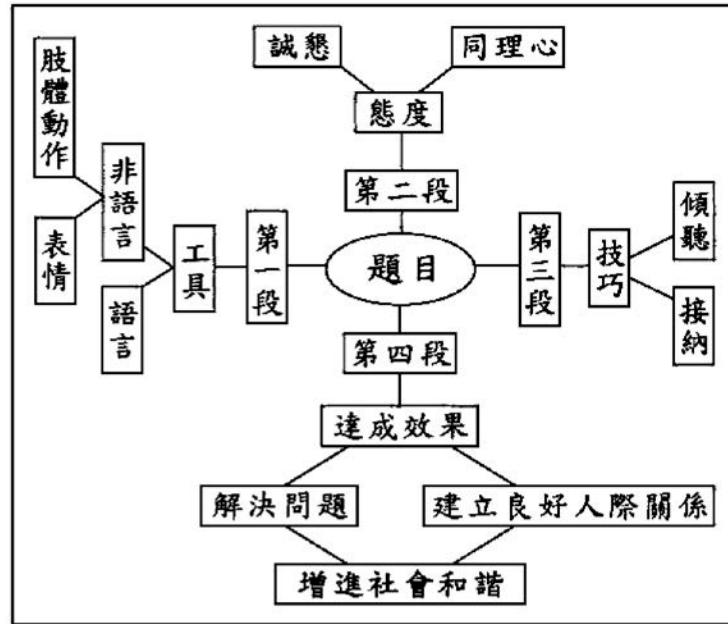 誠懇
同理心
態度
第二段
肢體動作
表情
非語言
語言
工具
第一段
題目
第三段
技巧
傾聽
接納
第四段
達成效果
解決問題
建立良好人際關係
增進社會和諧